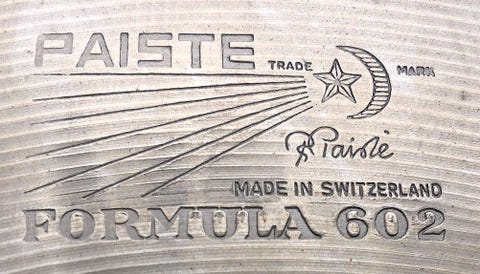 PAISTE
TRADE MARK
Paiste
MADE IN SWITZERLAND
FORMULA 602